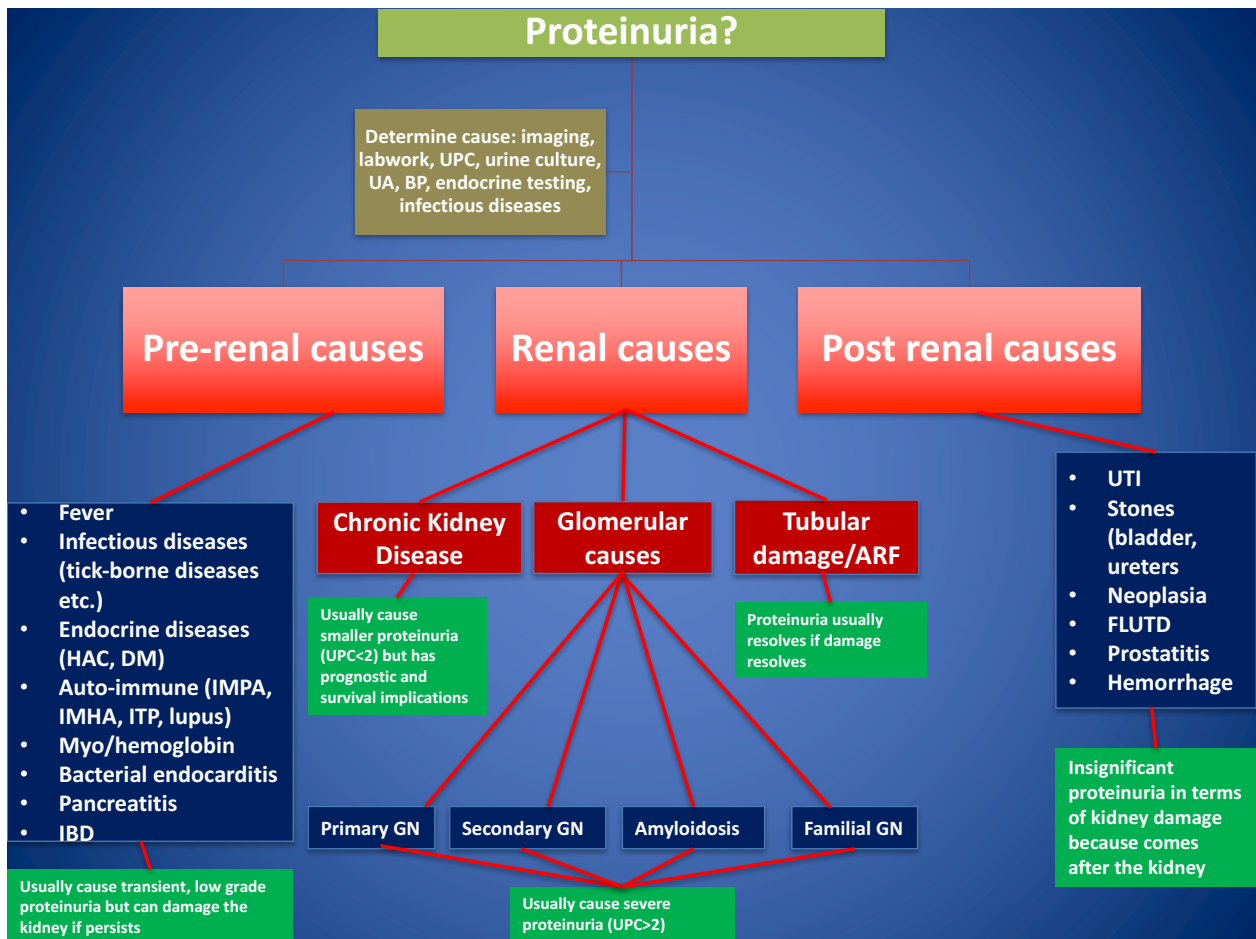 Proteinuria?
Determine cause: imaging,
labwork, UPC, urine culture,
UA, BP, endocrine testing,
infectious diseases
Pre-renal causes
Renal causes
Post renal causes
• Fever
• Infectious diseases
(tick-borne diseases
etc.)
• Endocrine diseases
(HAC, DM)
• Auto-immune (IMPA,
IMHA, ITP, lupus)
• Myo/hemoglobin
• Bacterial endocarditis
• Pancreatitis
• IBD
Usually cause transient, low grade
proteinuria but can damage the
kidney if persists
Chronic Kidney
Disease
Usually cause
smaller proteinuria
(UPC<2) but has
prognostic and
survival implications
Glomerular
causes
Tubular
damage/ARF
Proteinuria usually
resolves if damage
resolves
Primary GN
Secondary GN
Amyloidosis
Familial GN
Usually cause severe
proteinuria (UPC>2)
• UTI
• Stones
(bladder,
ureters
• Neoplasia
• FLUTD
• Prostatitis
• Hemorrhage
Insignificant
proteinuria in terms
of kidney damage
because comes
after the kidney